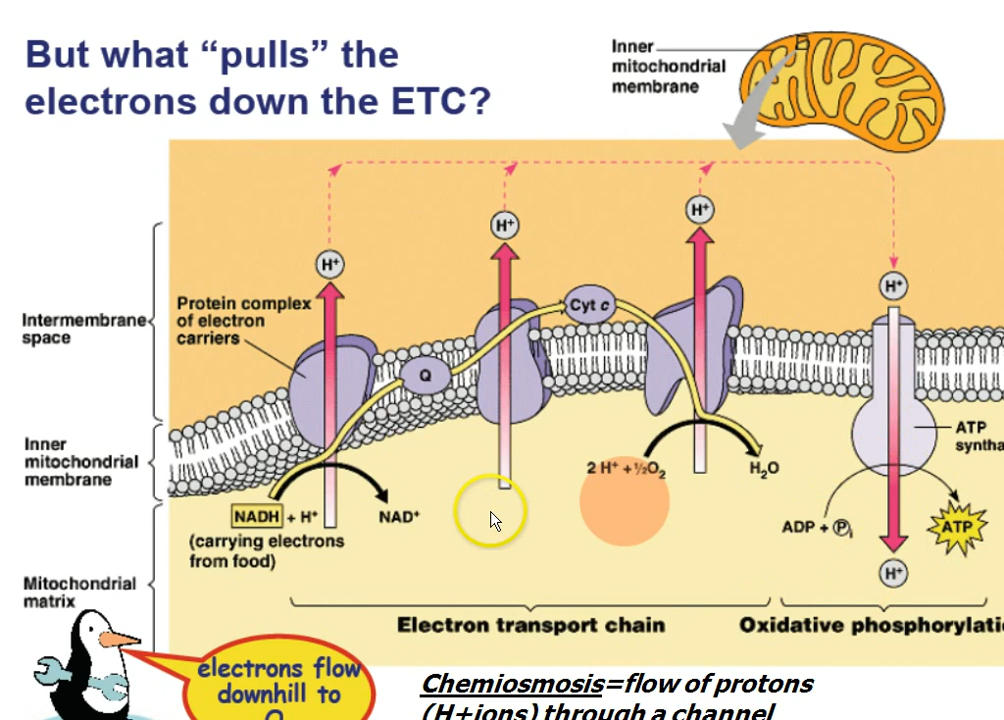 But what “pulls” the
electrons down the ETC?
Inner
mitochondrial
membrane
H⁺
H⁺
H⁺
H⁺
Protein complex
of electron
carriers
Cyt c
Q
Intermembrane
space
Inner
mitochondrial
membrane
ATP
syntha
2 H⁺ + ½O₂
H₂O
NADH + H⁺
NAD⁺
(carrying electrons
from food)
ADP + Pᵢ
ATP
H⁺
Mitochondrial
matrix
Electron transport chain
Oxidative phosphorylatio
electrons flow
downhill to
Chemiosmosis=flow of protons
(H+ions) through a channel